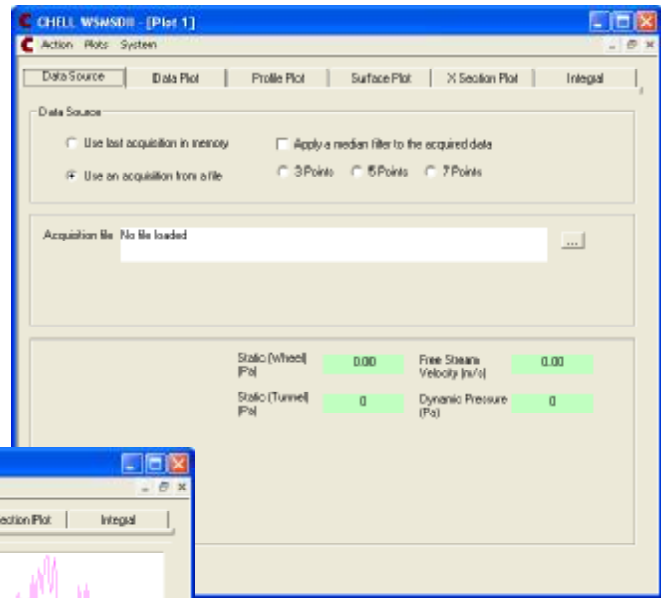 CHELL WSMSDII - [Plot 1]
Action Plots System
Data Source Data Plot Profile Plot Surface Plot X Section Plot Integral
Data Source
Use last acquisition in memory
Apply a median filter to the acquired data
Use an acquisition from a file
3 Points 5 Points 7 Points
Acquisition file No file loaded ...
Static (Wheel) (Pa) 0.00
Free Stream Velocity (m/s) 0.00
Static (Tunnel) (Pa) 0
Dynamic Pressure (Pa) 0
ection Plot Integral